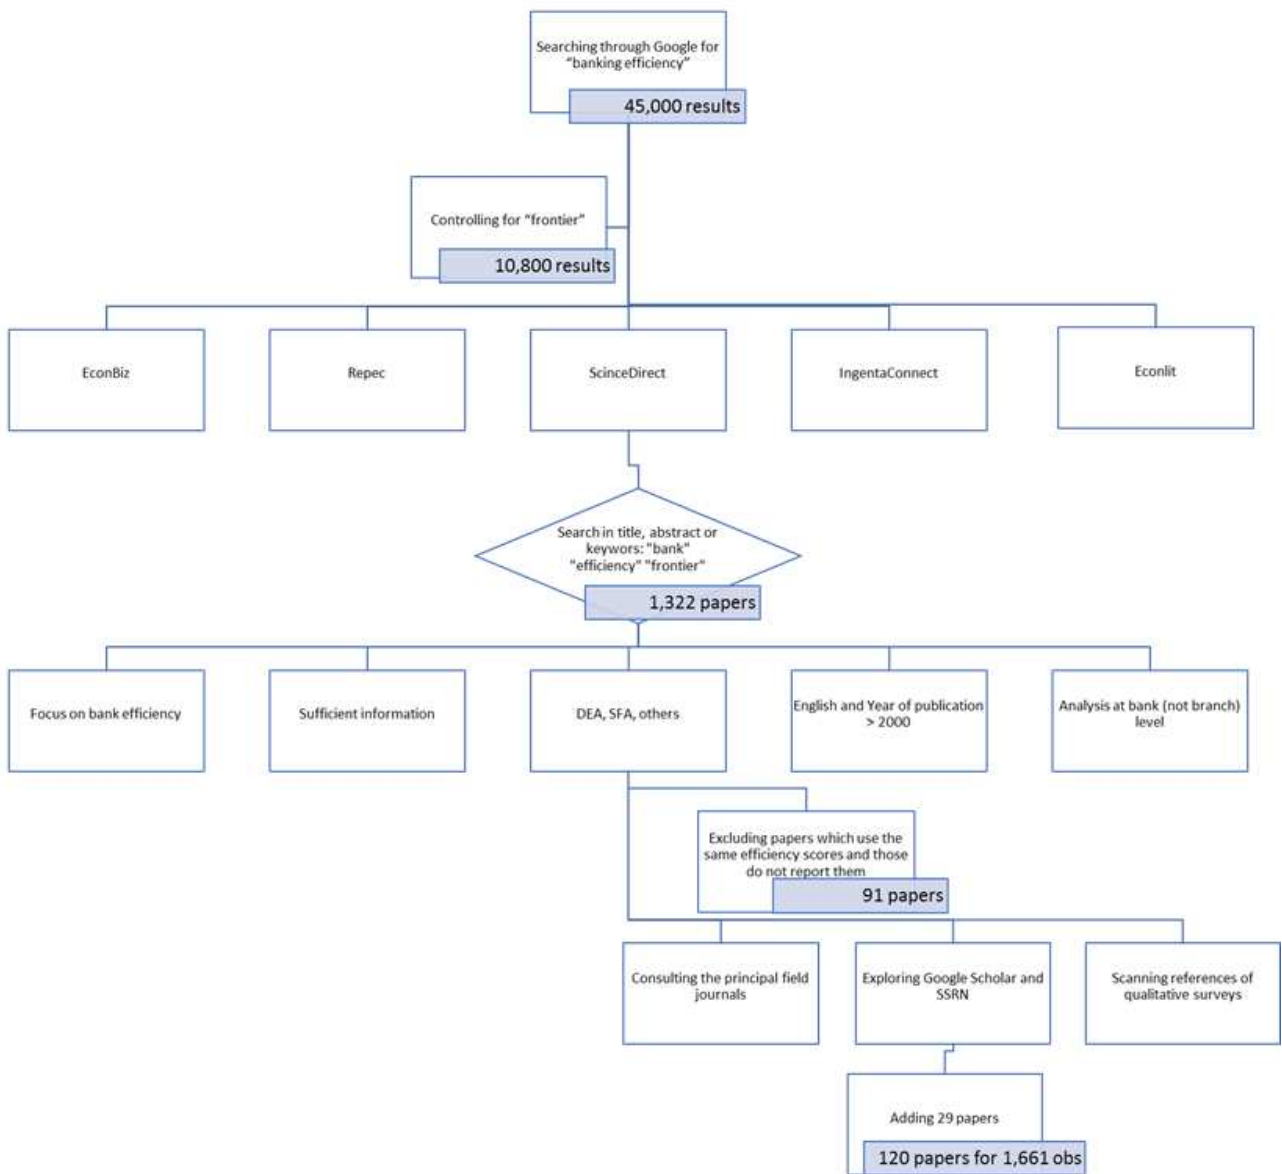 Searching through Google for
"banking efficiency"
45,000 results
Controlling for "frontier"
10,800 results
EconBiz
Repec
ScinceDirect
IngentaConnect
Econlit
Search in title, abstract or
keywors: "bank"
"efficiency" "frontier"
1,322 papers
Focus on bank efficiency
Sufficient information
DEA, SFA, others
English and Year of publication
> 2000
Analysis at bank (not branch)
level
Excluding papers which use the
same efficiency scores and those
do not report them
91 papers
Consulting the principal field
journals
Exploring Google Scholar and
SSRN
Scanning references of
qualitative surveys
Adding 29 papers
120 papers for 1,661 obs